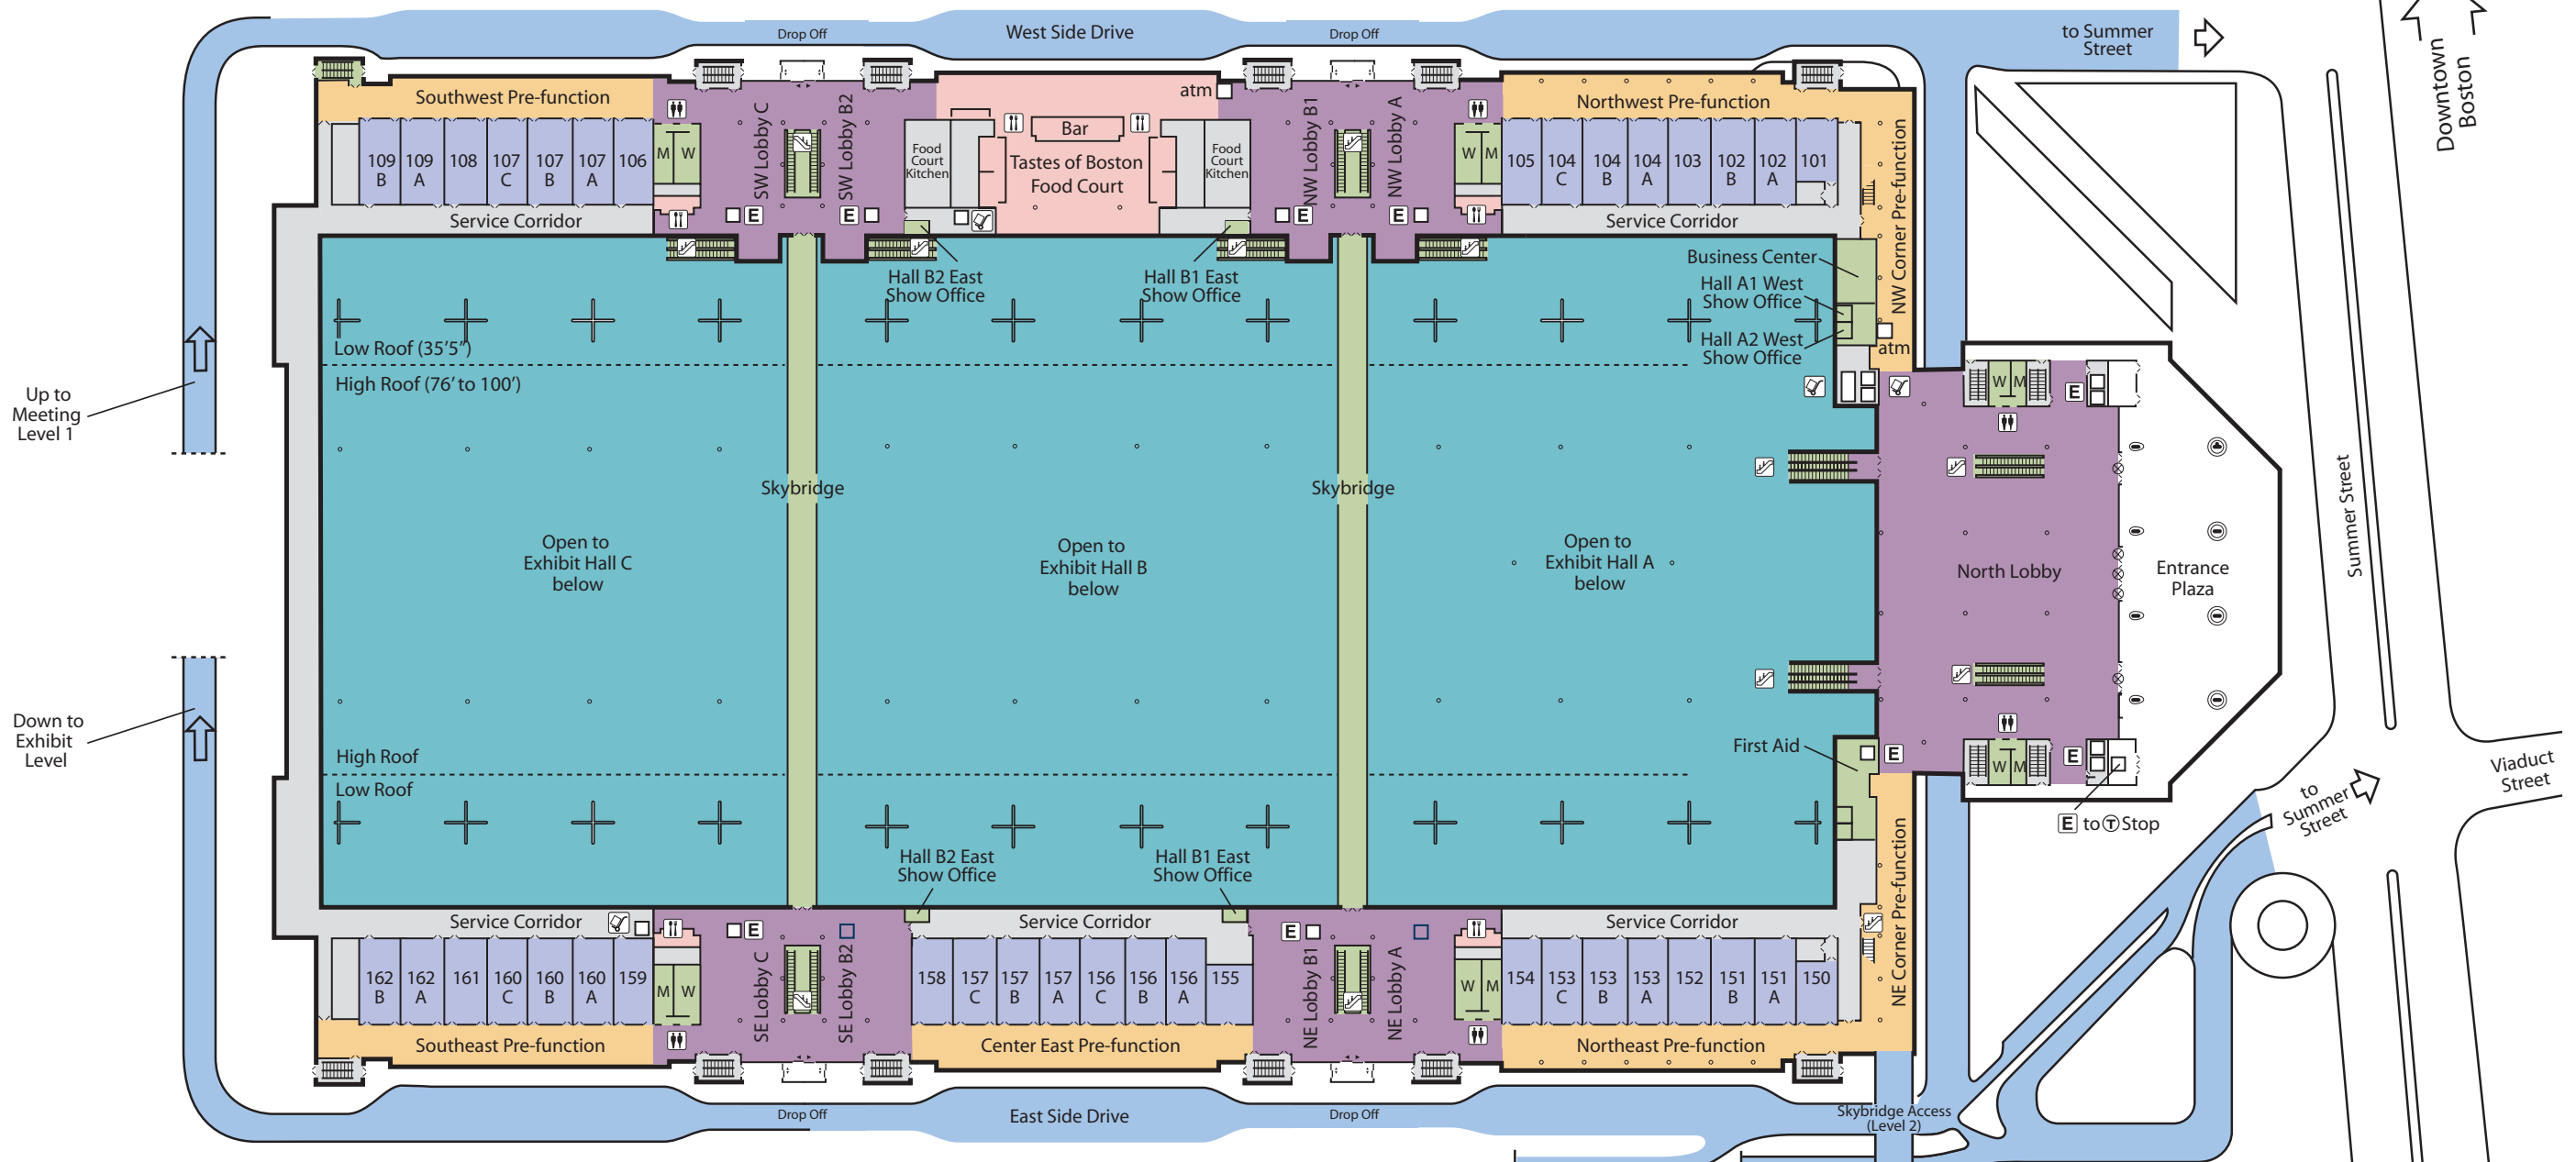 Drop Off
West Side Drive
Drop Off
to Summer
Street
Downtown
Boston
Southwest Pre-function
SW Lobby C
SW Lobby B2
atm
NW Lobby B1
NW Lobby A
Northwest Pre-function
NW Corner Pre-function
109
B
109
A
108
107
C
107
B
107
A
106
M W
Food
Court
Kitchen
Bar
Tastes of Boston
Food Court
Food
Court
Kitchen
W M
105
104
C
104
B
104
A
103
102
B
102
A
101
Service Corridor
E
E
E
E
Service Corridor
Hall B2 East
Show Office
Hall B1 East
Show Office
Business Center
Hall A1 West
Show Office
Hall A2 West
Show Office
atm
Low Roof (35'5")
High Roof (76' to 100')
Up to
Meeting
Level 1
W M
E
Skybridge
Skybridge
Summer Street
Open to
Exhibit Hall C
below
Open to
Exhibit Hall B
below
Open to
Exhibit Hall A
below
North Lobby
Entrance
Plaza
Down to
Exhibit
Level
High Roof
Low Roof
First Aid
E
W M
E
Viaduct
Street
to
Summer
Street
E to T Stop
Hall B2 East
Show Office
Hall B1 East
Show Office
NE Corner Pre-function
Service Corridor
E
Service Corridor
E
Service Corridor
162
B
162
A
161
160
C
160
B
160
A
159
M W
SE Lobby C
SE Lobby B2
158
157
C
157
B
157
A
156
C
156
B
156
A
155
NE Lobby B1
NE Lobby A
W M
154
153
C
153
B
153
A
152
151
B
151
A
150
Southeast Pre-function
Center East Pre-function
Northeast Pre-function
Drop Off
East Side Drive
Drop Off
Skybridge Access
(Level 2)